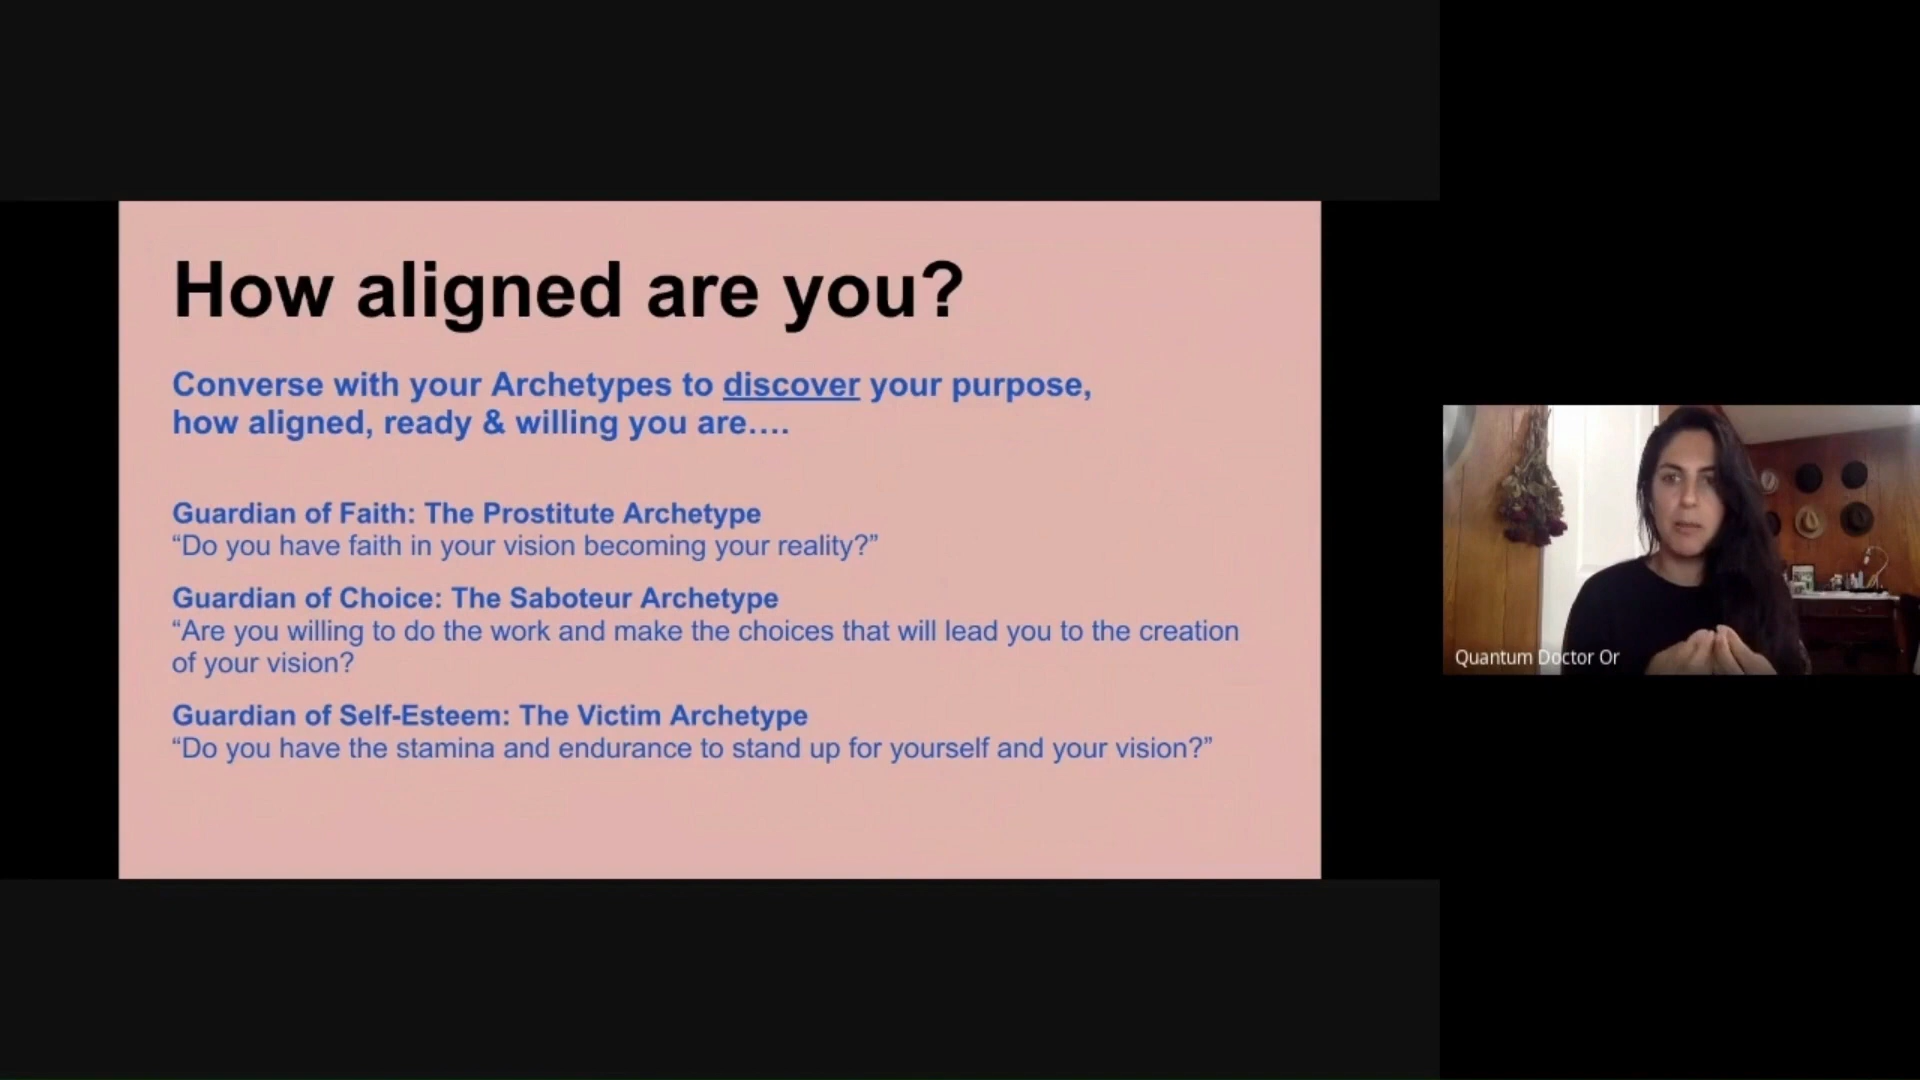 How aligned are you?
Converse with your Archetypes to discover your purpose,
how aligned, ready & willing you are....
Guardian of Faith: The Prostitute Archetype
“Do you have faith in your vision becoming your reality?”
Guardian of Choice: The Saboteur Archetype
“Are you willing to do the work and make the choices that will lead you to the creation
of your vision?
Guardian of Self-Esteem: The Victim Archetype
“Do you have the stamina and endurance to stand up for yourself and your vision?”
Quantum Doctor Or